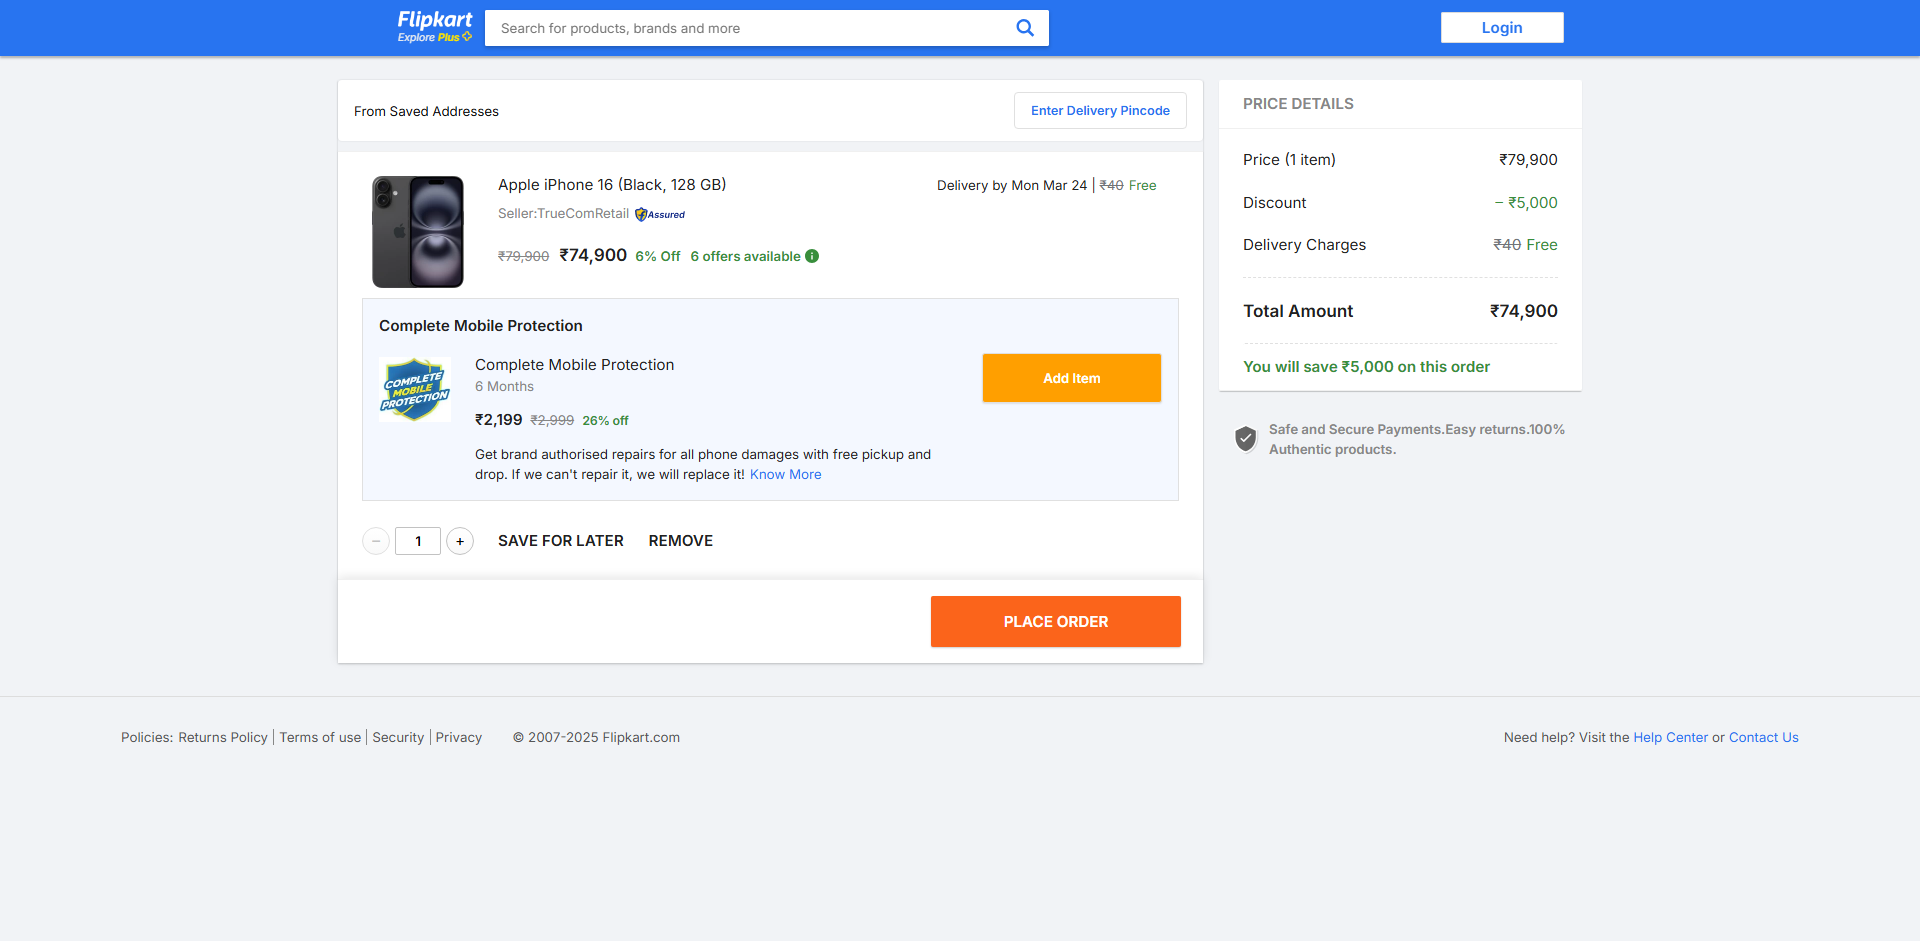 Flipkart
Explore Plus
Search for products, brands and more
Login
From Saved Addresses
Enter Delivery Pincode
Apple iPhone 16 (Black, 128 GB)
Delivery by Mon Mar 24 | ₹40 Free
Seller:TrueComRetail Assured
₹79,900 ₹74,900 6% Off 6 offers available
Complete Mobile Protection
COMPLETE
MOBILE
PROTECTION
Complete Mobile Protection
6 Months
₹2,199 ₹2,999 26% off
Get brand authorised repairs for all phone damages with free pickup and
drop. If we can't repair it, we will replace it! Know More
Add Item
− 1 + SAVE FOR LATER REMOVE
PLACE ORDER
PRICE DETAILS
Price (1 item) ₹79,900
Discount − ₹5,000
Delivery Charges ₹40 Free
Total Amount ₹74,900
You will save ₹5,000 on this order
Safe and Secure Payments.Easy returns.100%
Authentic products.
Policies: Returns Policy | Terms of use | Security | Privacy © 2007-2025 Flipkart.com
Need help? Visit the Help Center or Contact Us